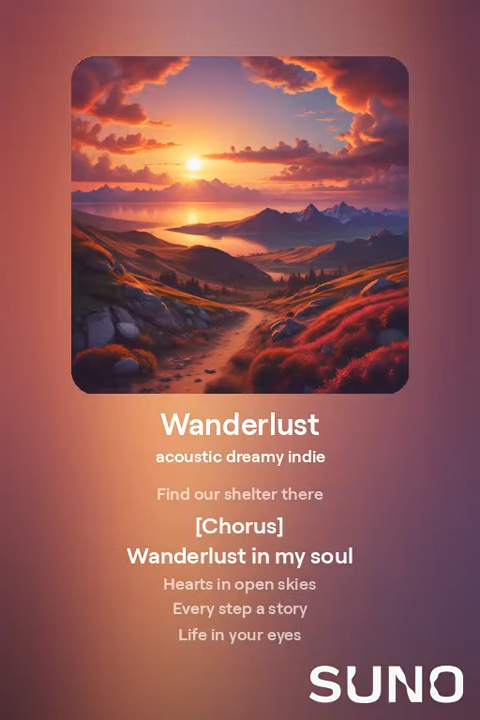 Wanderlust
acoustic dreamy indie
Find our shelter there
[Chorus]
Wanderlust in my soul
Hearts in open skies
Every step a story
Life in your eyes
SUNO